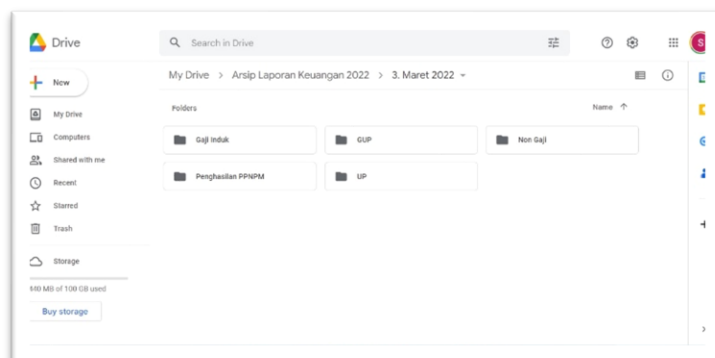 Drive
Search in Drive
S
New
My Drive > Arsip Laporan Keuangan 2022 > 3. Maret 2022
Folders
Name
My Drive
Computers
Shared with me
Recent
Starred
Trash
Storage
Gaji Induk
GUP
Non Gaji
Penghasilan PPNPM
UP
MB of 100 GB used
Buy storage